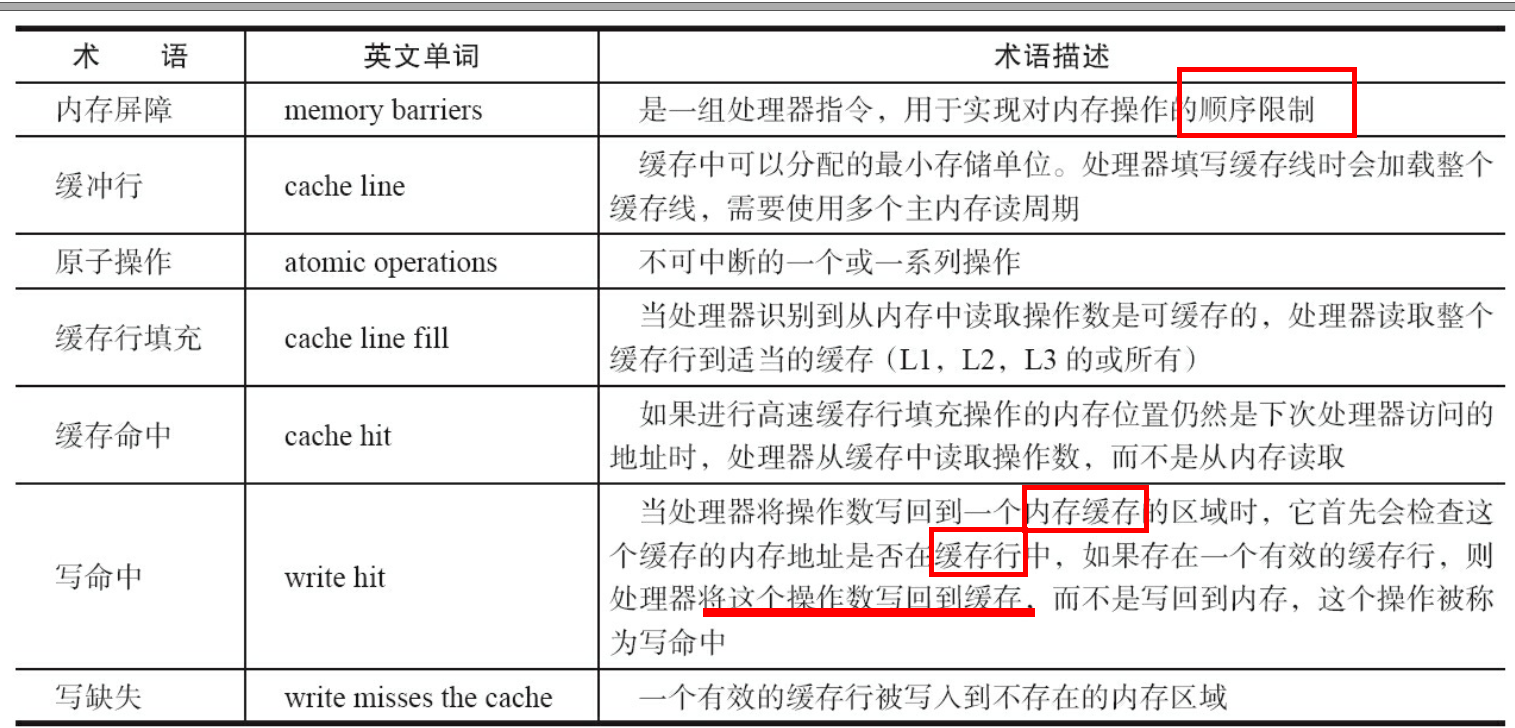 术 语 英文单词 术语描述
内存屏障 memory barriers 是一组处理器指令，用于实现对内存操作的顺序限制
缓冲行 cache line 缓存中可以分配的最小存储单位。处理器填写缓存线时会加载整个
缓存线，需要使用多个主内存读周期
原子操作 atomic operations 不可中断的一个或一系列操作
缓存行填充 cache line fill 当处理器识别到从内存中读取操作数是可缓存的，处理器读取整个
缓存行到适当的缓存（L1，L2，L3 的或所有）
缓存命中 cache hit 如果进行高速缓存行填充操作的内存位置仍然是下次处理器访问的
地址时，处理器从缓存中读取操作数，而不是从内存读取
写命中 write hit 当处理器将操作数写回到一个内存缓存的区域时，它首先会检查这
个缓存的内存地址是否在缓存行中，如果存在一个有效的缓存行，则
处理器将这个操作数写回到缓存，而不是写回到内存，这个操作被称
为写命中
写缺失 write misses the cache 一个有效的缓存行被写入到不存在的内存区域